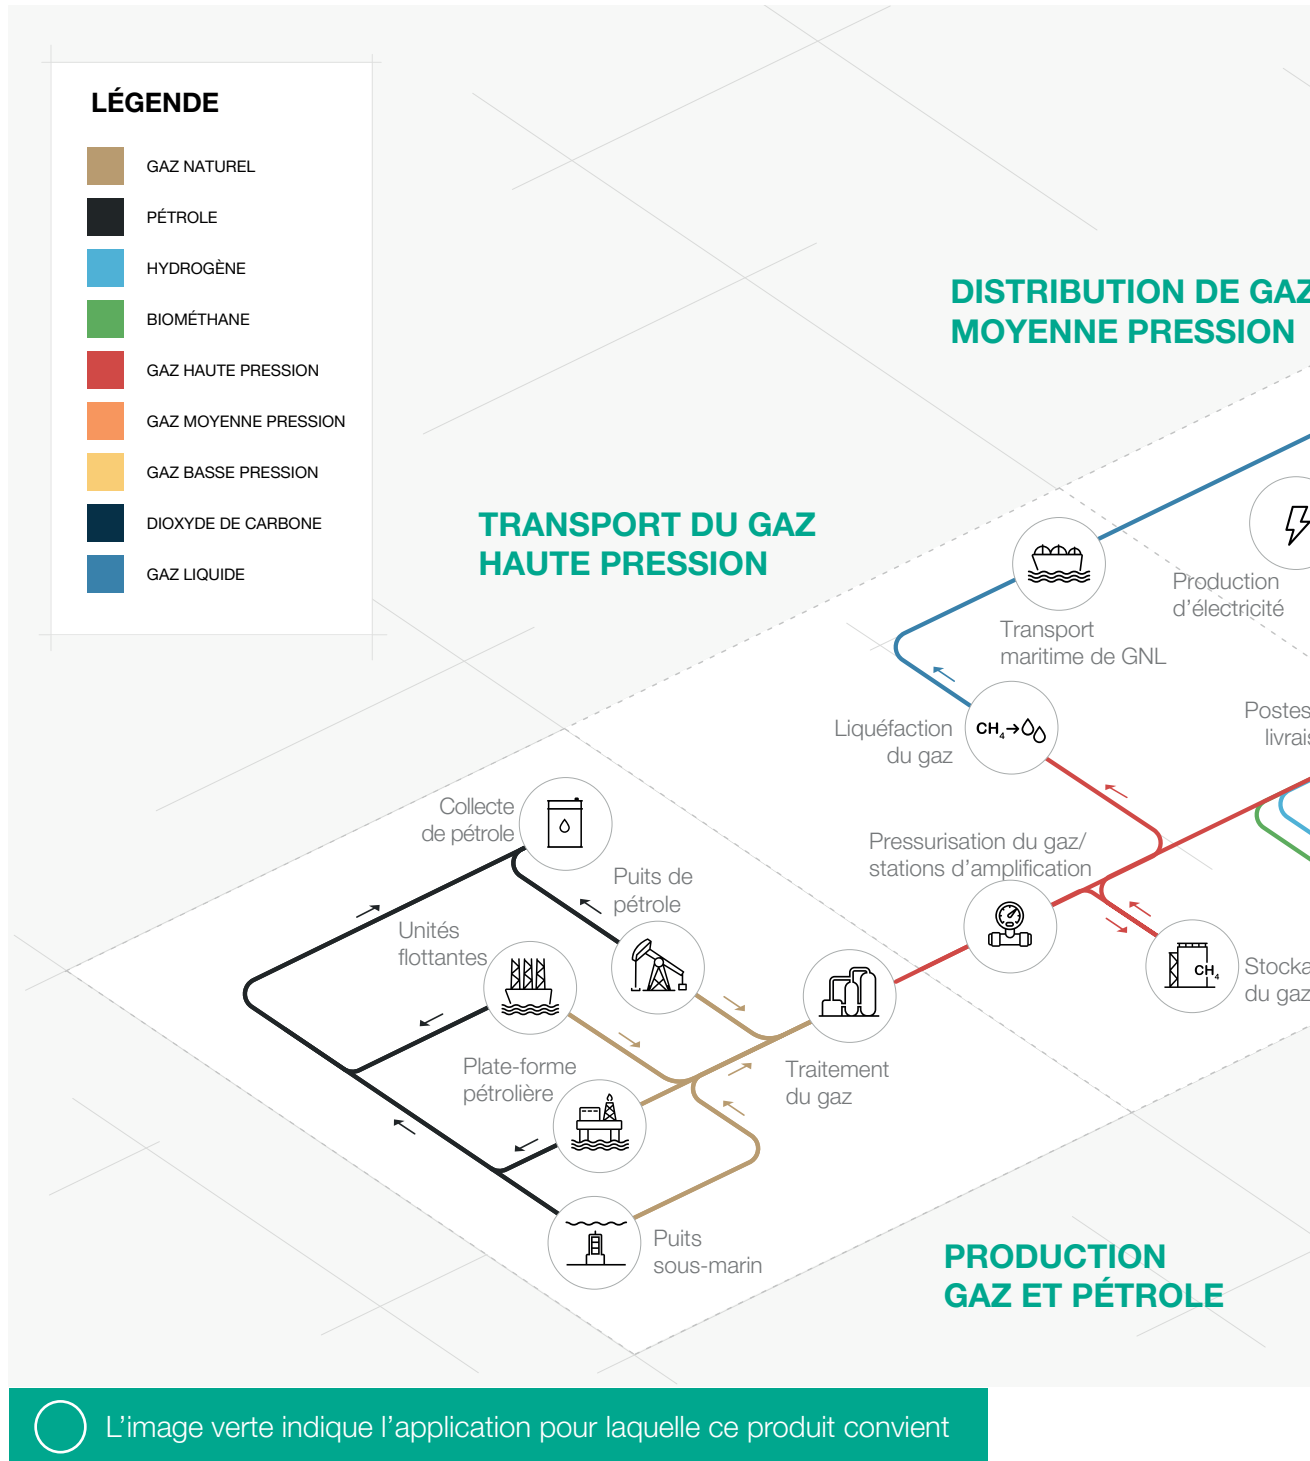 LÉGENDE
GAZ NATUREL
PÉTROLE
HYDROGÈNE
BIOMÉTHANE
GAZ HAUTE PRESSION
GAZ MOYENNE PRESSION
GAZ BASSE PRESSION
DIOXYDE DE CARBONE
GAZ LIQUIDE
DISTRIBUTION DE GAZ
MOYENNE PRESSION
TRANSPORT DU GAZ
HAUTE PRESSION
Production
d’électricité
Transport
maritime de GNL
Liquéfaction
du gaz
CH₄→
Postes
Collecte
de pétrole
Pressurisation du gaz/
stations d’amplification
Puits de
pétrole
Unités
flottantes
CH₄
du gaz
Plate-forme
pétrolière
Traitement
du gaz
Puits
sous-marin
PRODUCTION
GAZ ET PÉTROLE
L’image verte indique l’application pour laquelle ce produit convient